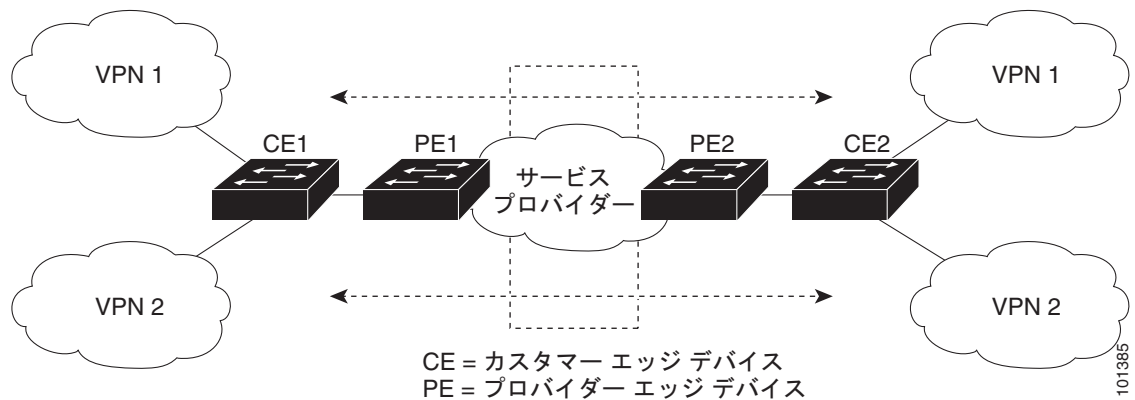 VPN 1
VPN 1
CE1
PE1
PE2
CE2
サービス
プロバイダー
VPN 2
VPN 2
CE = カスタマー エッジ デバイス
PE = プロバイダー エッジ デバイス
101385